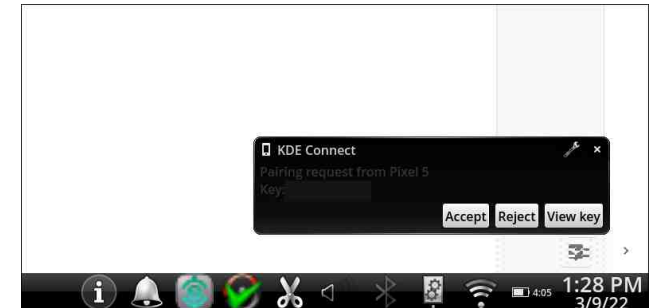 KDE Connect
Pairing request from Pixel 5
Key:
Accept Reject View key
4:05
1:28 PM
3/9/22